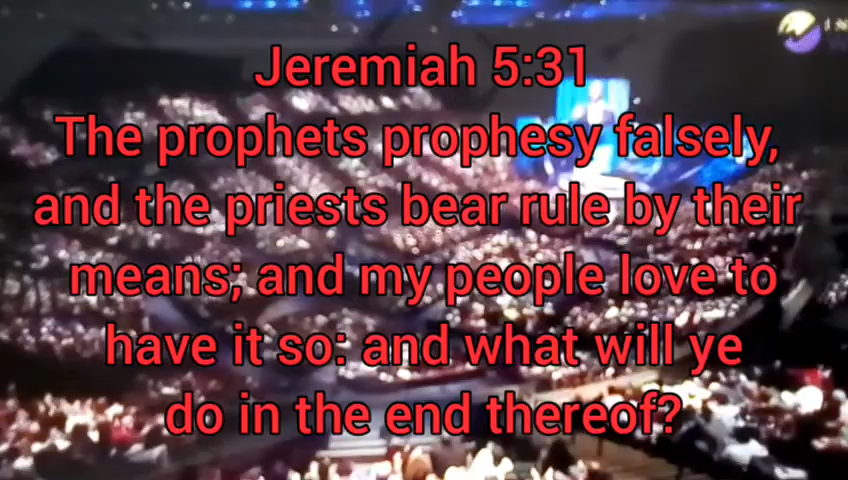 Jeremiah 5:31
The prophets prophesy falsely,
and the priests bear rule by their
means; and my people love to
have it so: and what will ye
do in the end thereof?